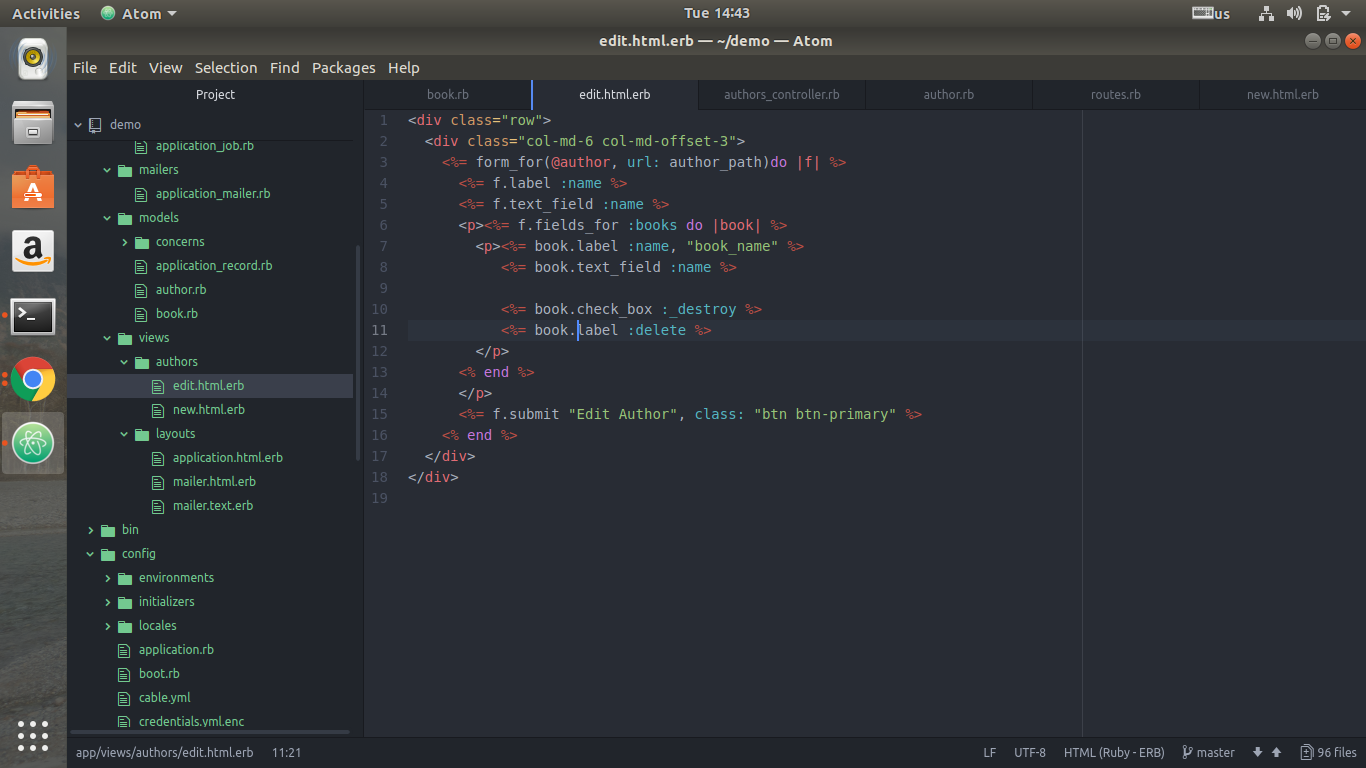 Activities Atom Tue 14:43 us
edit.html.erb — ~/demo — Atom
File Edit View Selection Find Packages Help
Project
demo
application_job.rb
mailers
application_mailer.rb
models
concerns
application_record.rb
author.rb
book.rb
views
authors
edit.html.erb
new.html.erb
layouts
application.html.erb
mailer.html.erb
mailer.text.erb
bin
config
environments
initializers
locales
application.rb
boot.rb
cable.yml
credentials.yml.enc
book.rb edit.html.erb authors_controller.rb author.rb routes.rb new.html.erb
1 <div class="row">
2 <div class="col-md-6 col-md-offset-3">
3 <%= form_for(@author, url: author_path)do |f| %>
4 <%= f.label :name %>
5 <%= f.text_field :name %>
6 <p><%= f.fields_for :books do |book| %>
7 <p><%= book.label :name, "book_name" %>
8 <%= book.text_field :name %>
9
10 <%= book.check_box :_destroy %>
11 <%= book.label :delete %>
12 </p>
13 <% end %>
14 </p>
15 <%= f.submit "Edit Author", class: "btn btn-primary" %>
16 <% end %>
17 </div>
18 </div>
19
app/views/authors/edit.html.erb 11:21 LF UTF-8 HTML (Ruby - ERB) master 96 files